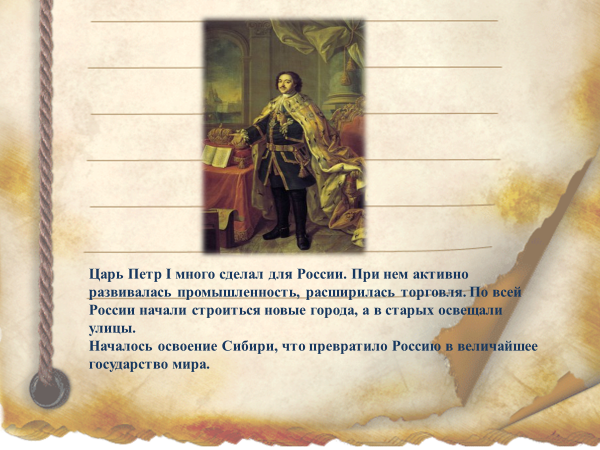 Царь Петр I много сделал для России. При нем активно
развивалась промышленность, расширилась торговля. По всей
России начали строиться новые города, а в старых освещали
улицы.
Началось освоение Сибири, что превратило Россию в величайшее
государство мира.